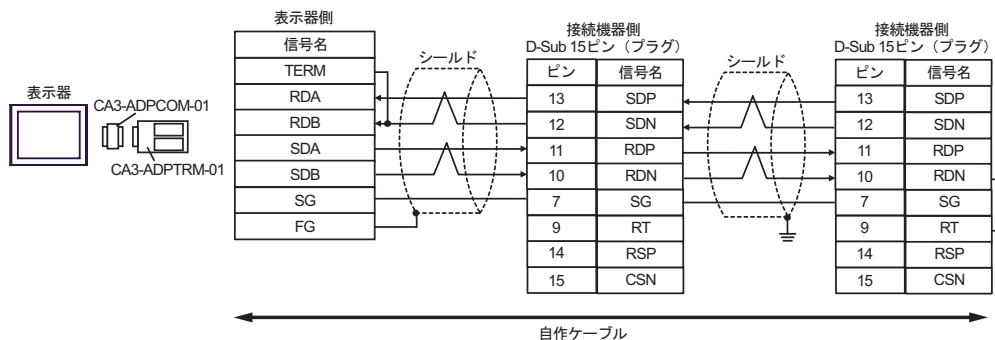 表示器
CA3-ADPCOM-01
CA3-ADPTRM-01
表示器側
信号名
TERM
RDA
RDB
SDA
SDB
SG
FG
シールド
接続機器側
D-Sub 15ピン（プラグ）
ピン 信号名
13 SDP
12 SDN
11 RDP
10 RDN
7 SG
9 RT
14 RSP
15 CSN
シールド
接続機器側
D-Sub 15ピン（プラグ）
ピン 信号名
13 SDP
12 SDN
11 RDP
10 RDN
7 SG
9 RT
14 RSP
15 CSN
自作ケーブル